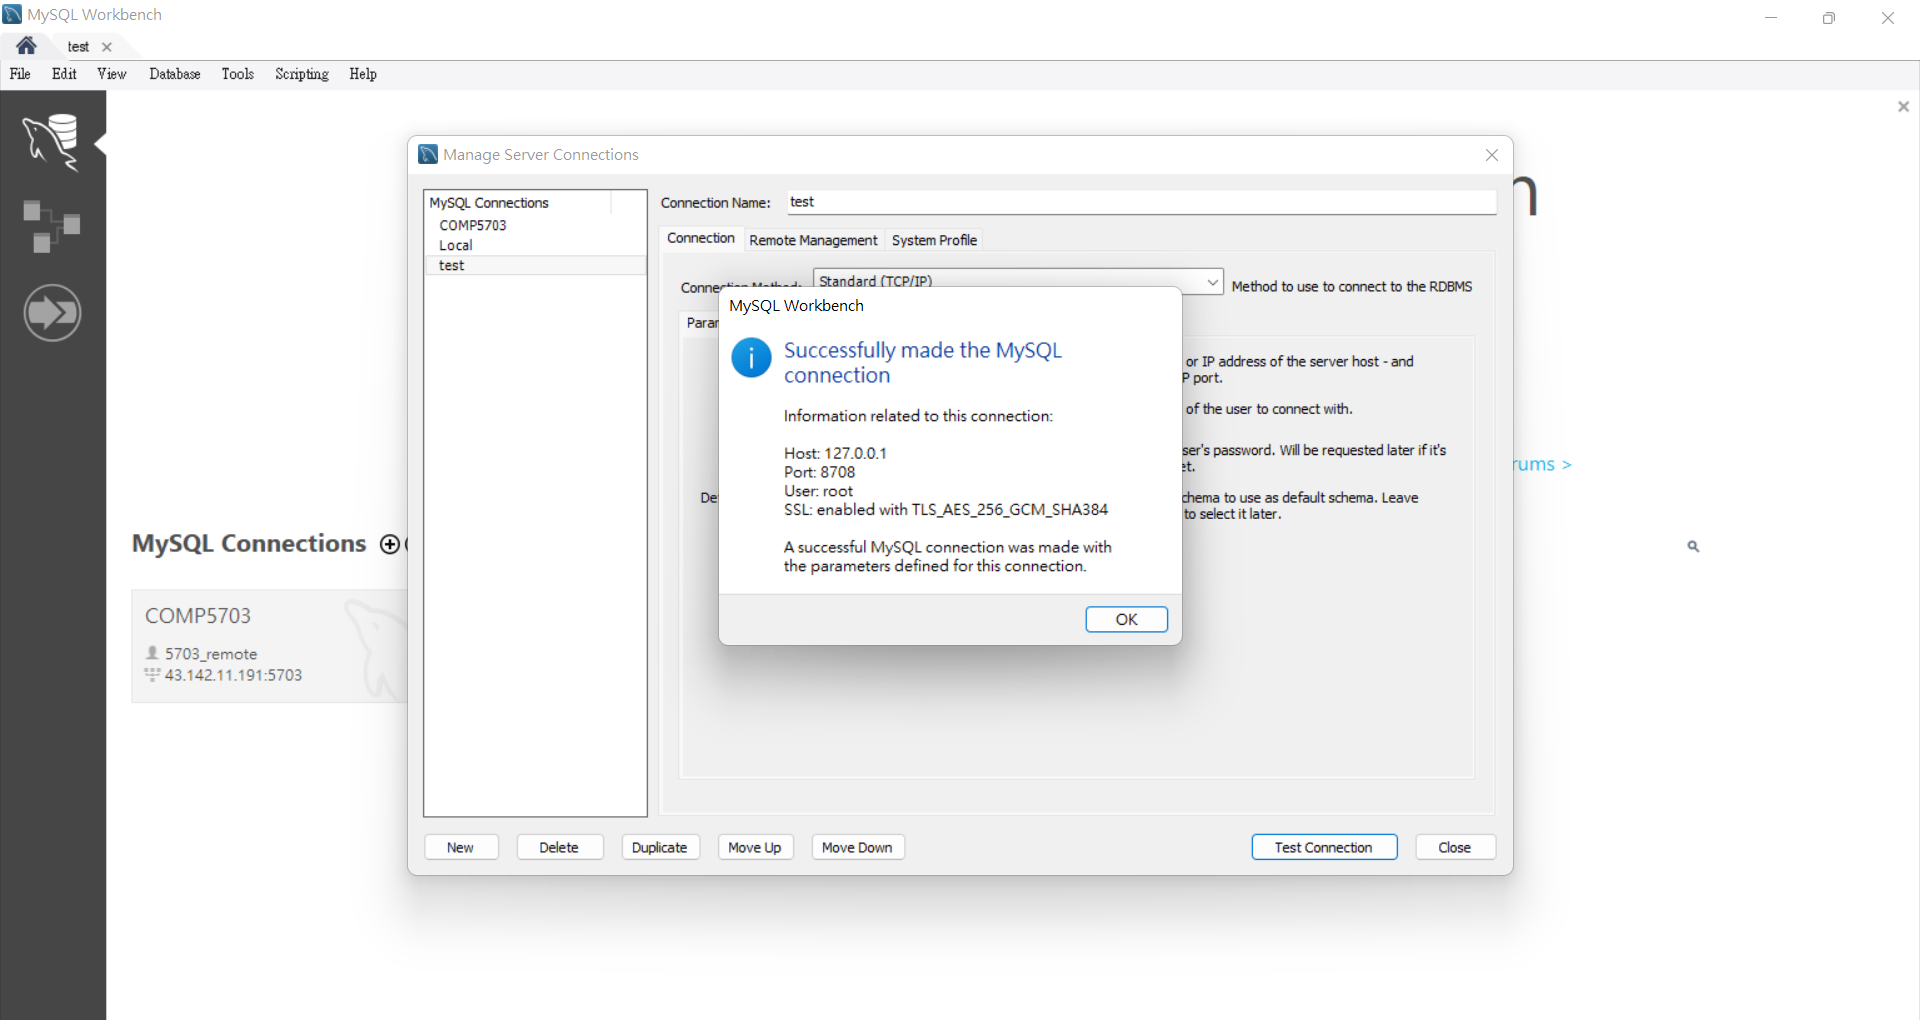 MySQL Workbench
test
File Edit View Database Tools Scripting Help
Manage Server Connections
MySQL Connections
COMP5703
Local
test
Connection Name: test
Connection Remote Management System Profile
Connection Method: Standard (TCP/IP) Method to use to connect to the RDBMS
MySQL Workbench
Successfully made the MySQL
connection
Information related to this connection:
Host: 127.0.0.1
Port: 8708
User: root
SSL: enabled with TLS_AES_256_GCM_SHA384
A successful MySQL connection was made with
the parameters defined for this connection.
OK
or IP address of the server host - and
P port.
of the user to connect with.
ser's password. Will be requested later if it's
et.
chema to use as default schema. Leave
to select it later.
rums >
MySQL Connections
COMP5703
5703_remote
43.142.11.191:5703
New Delete Duplicate Move Up Move Down Test Connection Close